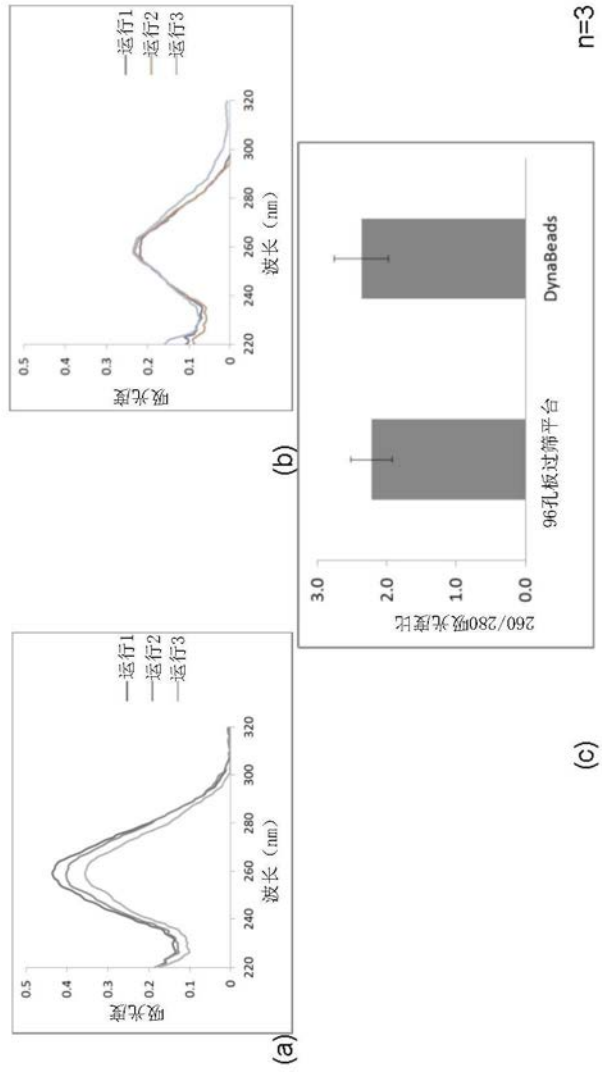 0.5
0.4
0.3
0.2
0.1
0
吸光度
220 240 260 280 300 320
波长（nm）
运行1
运行2
运行3
(a)
0.5
0.4
0.3
0.2
0.1
0
吸光度
220 240 260 280 300 320
波长（nm）
运行1
运行2
运行3
(b)
3.0
2.0
1.0
0.0
260/280吸光度比
96孔板过筛平台 DynaBeads
(c)
n=3